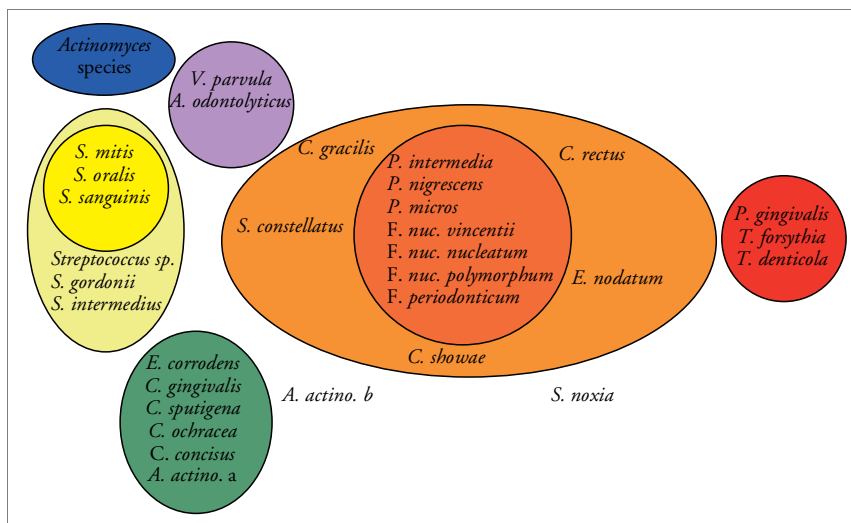 Actinomyces
species
V. parvula
A. odontolyticus
S. mitis
S. oralis
S. sanguinis
Streptococcus sp.
S. gordonii
S. intermedius
E. corrodens
C. gingivalis
C. sputigena
C. ochracea
C. concisus
A. actino. a
C. gracilis
C. rectus
S. constellatus
P. intermedia
P. nigrescens
P. micros
F. nuc. vincentii
F. nuc. nucleatum
F. nuc. polymorphum
F. periodonticum
E. nodatum
C. showae
A. actino. b
S. noxia
P. gingivalis
T. forsythia
T. denticola